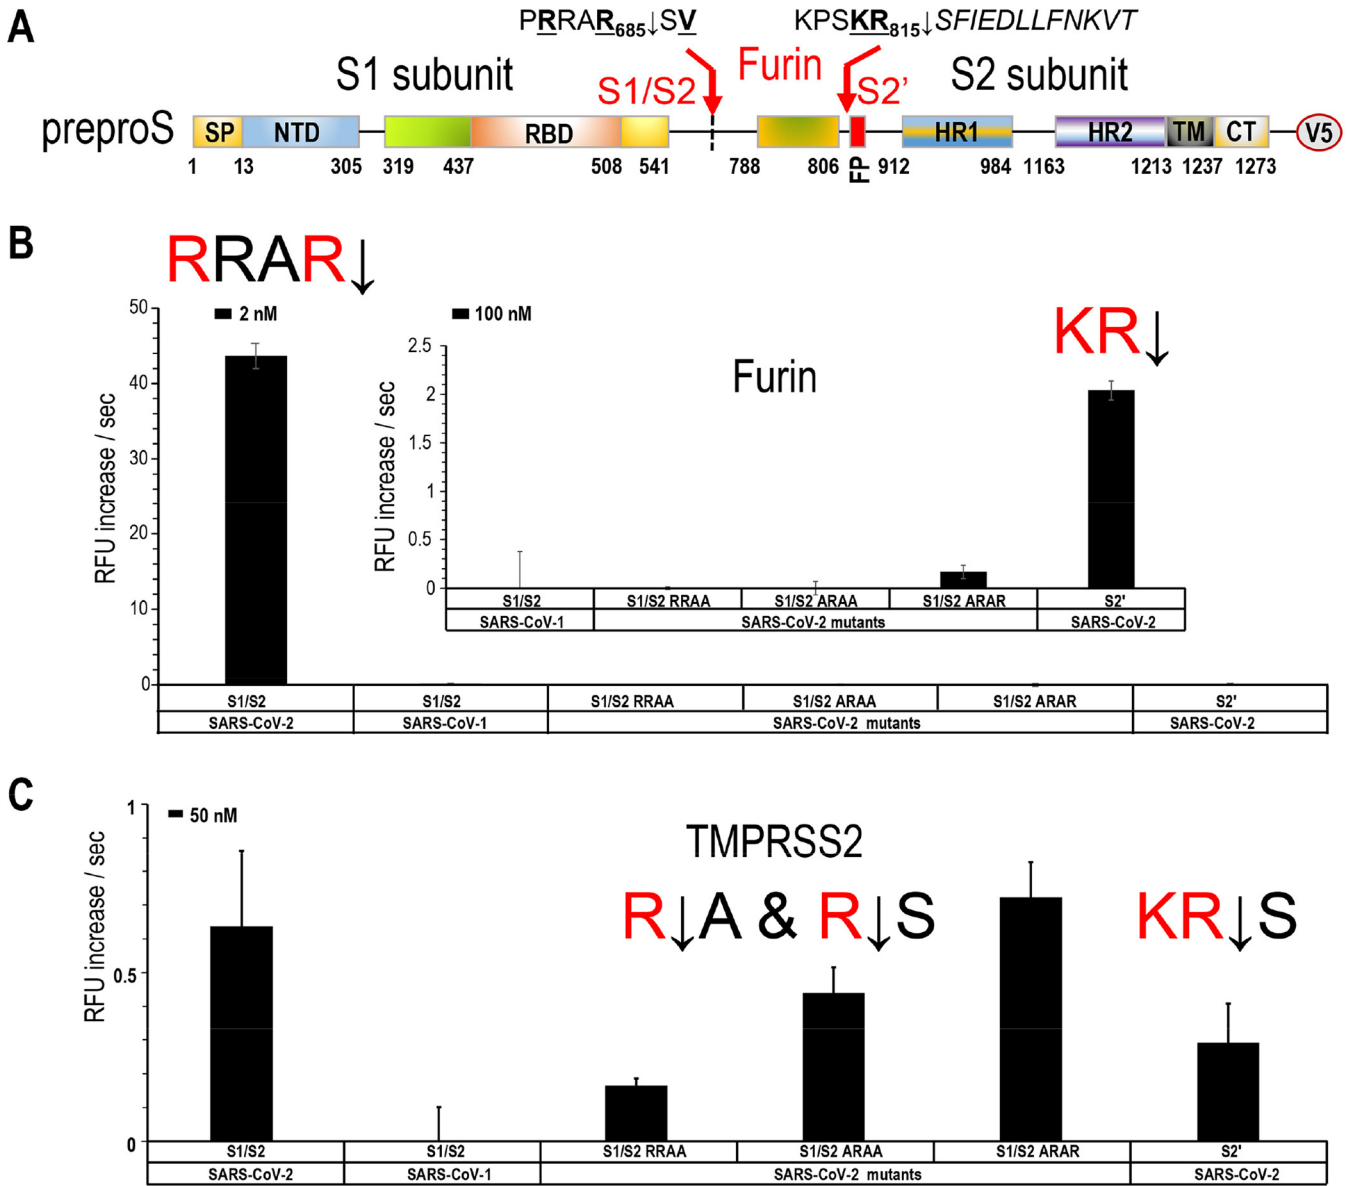 A
PRRAR685↓SV
KPSKR815↓SFIEDLLFNKVT
S1 subunit
Furin
S2 subunit
S1/S2
S2’
preproS
SP
NTD
RBD
HR1
HR2
TM
CT
V5
1
13
305
319
437
508
541
788
806
FP
912
984
1163
1213
1237
1273
B
RRAR↓
2 nM
RFU increase / sec
50
40
30
20
10
0
100 nM
Furin
KR↓
RFU increase / sec
2.5
2
1.5
1
0.5
0
S1/S2
S1/S2 RRAA
S1/S2 ARAA
S1/S2 ARAR
S2'
SARS-CoV-1
SARS-CoV-2 mutants
SARS-CoV-2
S1/S2
S1/S2
S1/S2 RRAA
S1/S2 ARAA
S1/S2 ARAR
S2'
SARS-CoV-2
SARS-CoV-1
SARS-CoV-2 mutants
SARS-CoV-2
C
50 nM
TMPRSS2
R↓A & R↓S
KR↓S
RFU increase / sec
1
0.5
0
S1/S2
S1/S2
S1/S2 RRAA
S1/S2 ARAA
S1/S2 ARAR
S2'
SARS-CoV-2
SARS-CoV-1
SARS-CoV-2 mutants
SARS-CoV-2